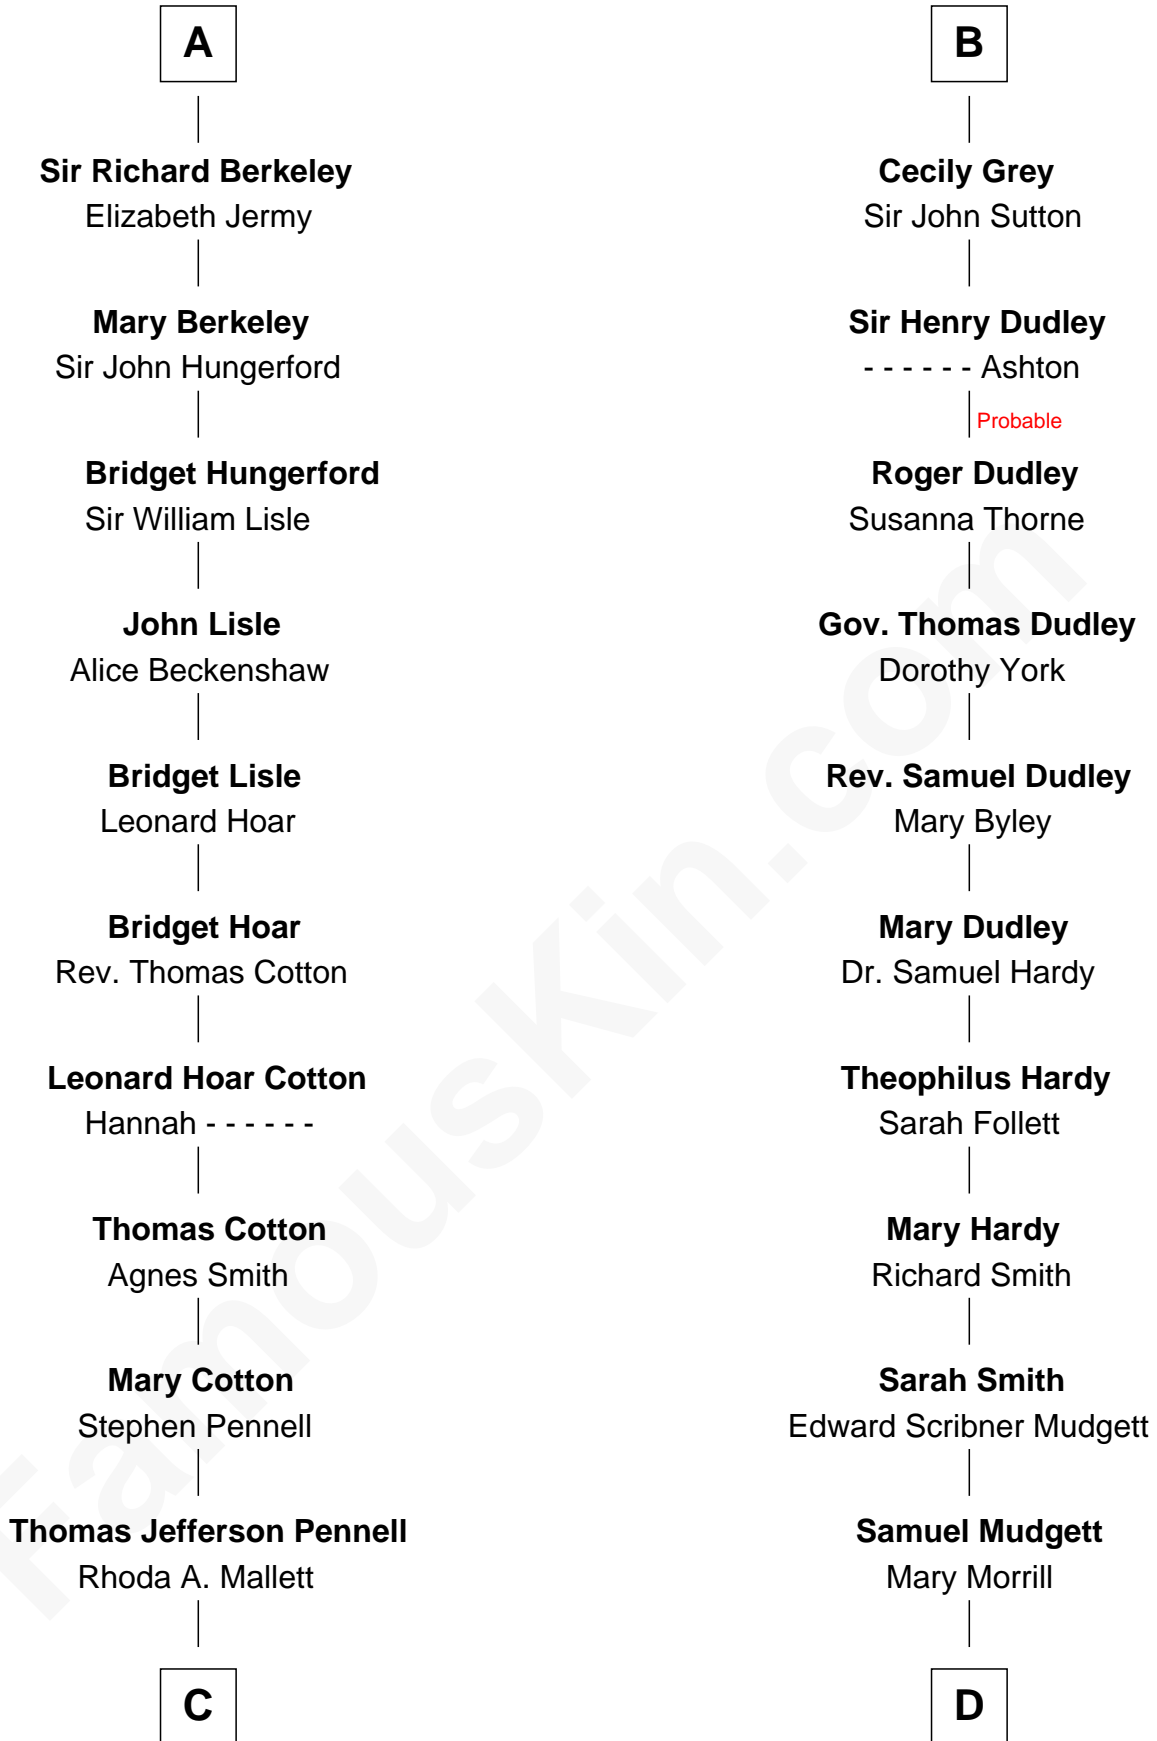 A
Sir Richard Berkeley
Elizabeth Jermy
Mary Berkeley
Sir John Hungerford
Bridget Hungerford
Sir William Lisle
John Lisle
Alice Beckenshaw
Bridget Lisle
Leonard Hoar
Bridget Hoar
Rev. Thomas Cotton
Leonard Hoar Cotton
Hannah - - - - - -
Thomas Cotton
Agnes Smith
Mary Cotton
Stephen Pennell
Thomas Jefferson Pennell
Rhoda A. Mallett
C
B
Cecily Grey
Sir John Sutton
Sir Henry Dudley
- - - - - - Ashton
Probable
Roger Dudley
Susanna Thorne
Gov. Thomas Dudley
Dorothy York
Rev. Samuel Dudley
Mary Byley
Mary Dudley
Dr. Samuel Hardy
Theophilus Hardy
Sarah Follett
Mary Hardy
Richard Smith
Sarah Smith
Edward Scribner Mudgett
Samuel Mudgett
Mary Morrill
D
FamousKin.com